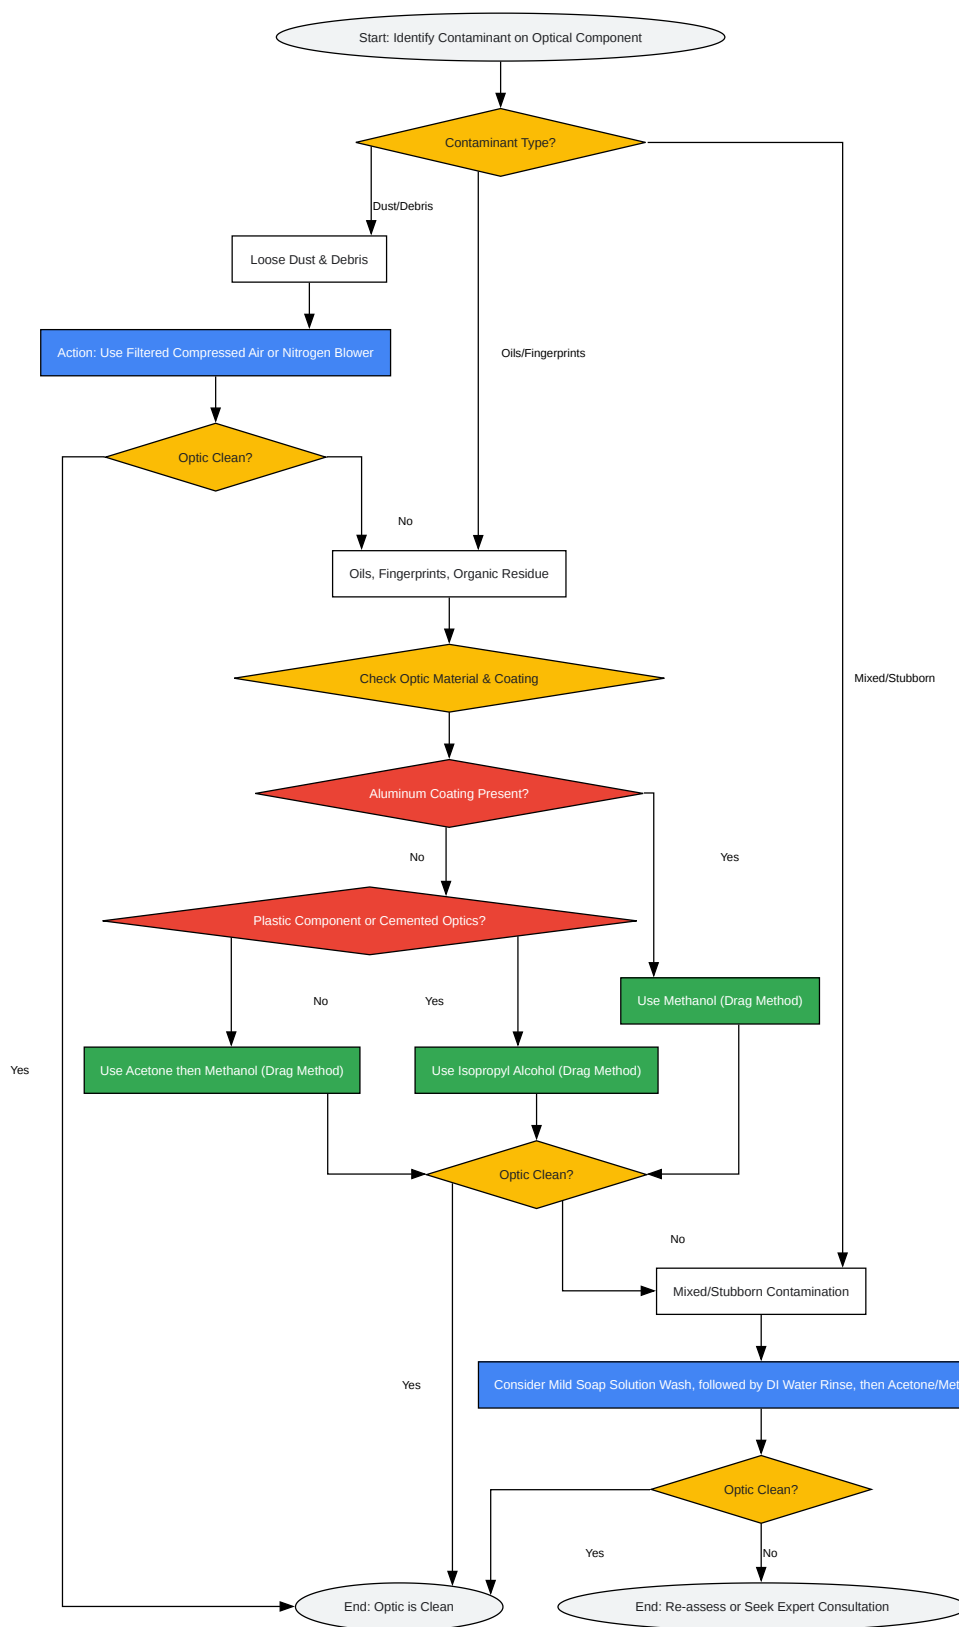 Start: Identify Contaminant on Optical Component
Contaminant Type?
Dust/Debris
Loose Dust & Debris
Action: Use Filtered Compressed Air or Nitrogen Blower
Oils/Fingerprints
Optic Clean?
No
Oils, Fingerprints, Organic Residue
Check Optic Material & Coating
Mixed/Stubborn
Aluminum Coating Present?
No
Yes
Plastic Component or Cemented Optics?
No
Yes
Use Methanol (Drag Method)
Yes
Use Acetone then Methanol (Drag Method)
Use Isopropyl Alcohol (Drag Method)
Optic Clean?
No
Mixed/Stubborn Contamination
Yes
Consider Mild Soap Solution Wash, followed by DI Water Rinse, then Acetone/Met
Optic Clean?
Yes
No
End: Optic is Clean
End: Re-assess or Seek Expert Consultation